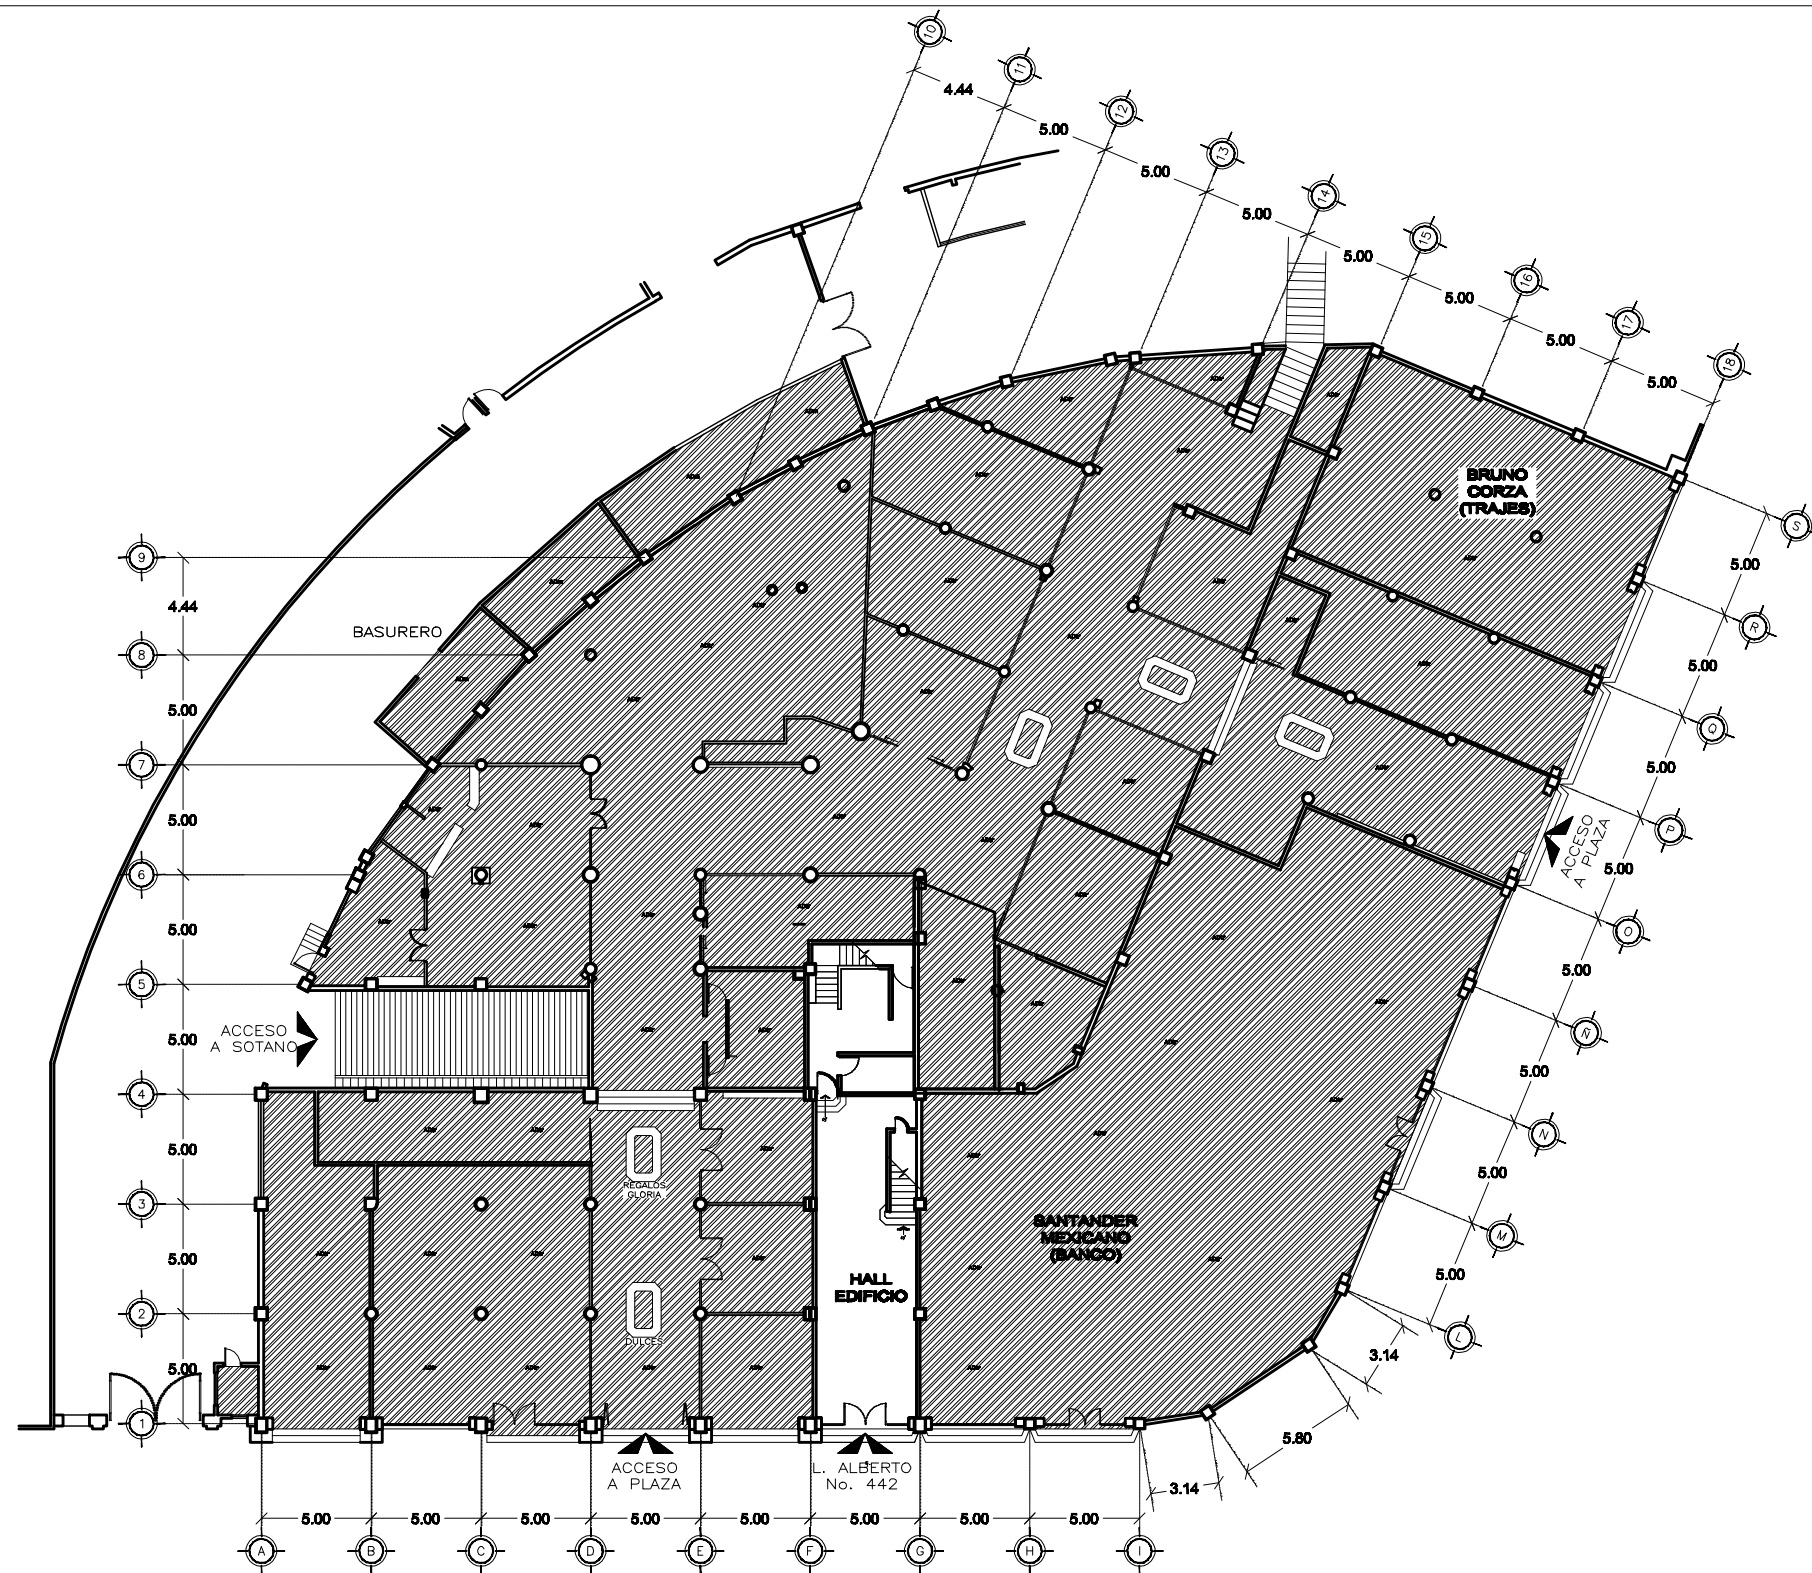 10
11
12
13
14
15
16
17
18
4.44
5.00
5.00
5.00
5.00
5.00
5.00
5.00
S
R
Q
P
O
Ñ
N
M
L
5.00
5.00
5.00
5.00
5.00
5.00
5.00
5.00
9
8
7
6
5
4
3
2
1
4.44
5.00
5.00
5.00
5.00
5.00
5.00
5.00
BASURERO
BRUNO
CORZA
(TRAJES)
ACCESO
A PLAZA
ACCESO
A SOTANO
REGALOS
GLORIA
DULCES
HALL
EDIFICIO
SANTANDER
MEXICANO
(BANCO)
ACCESO
A PLAZA
L. ALBERTO
No. 442
3.14
5.80
3.14
5.00
5.00
5.00
5.00
5.00
5.00
5.00
5.00
A
B
C
D
E
F
G
H
I